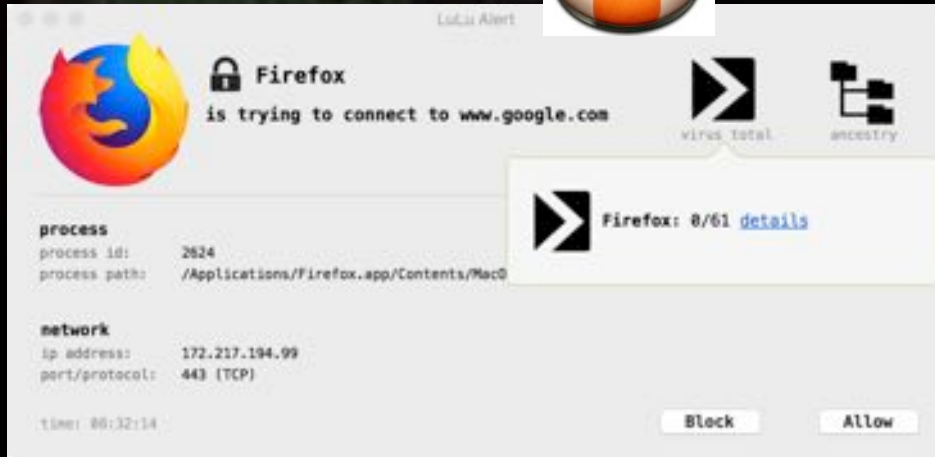 LuLu Alert
Firefox
is trying to connect to www.google.com
virus total
ancestry
Firefox: 0/61 details
process
process id: 2624
process path: /Applications/Firefox.app/Contents/MacO
network
ip address: 172.217.194.99
port/protocol: 443 (TCP)
time: 06:32:14
Block
Allow